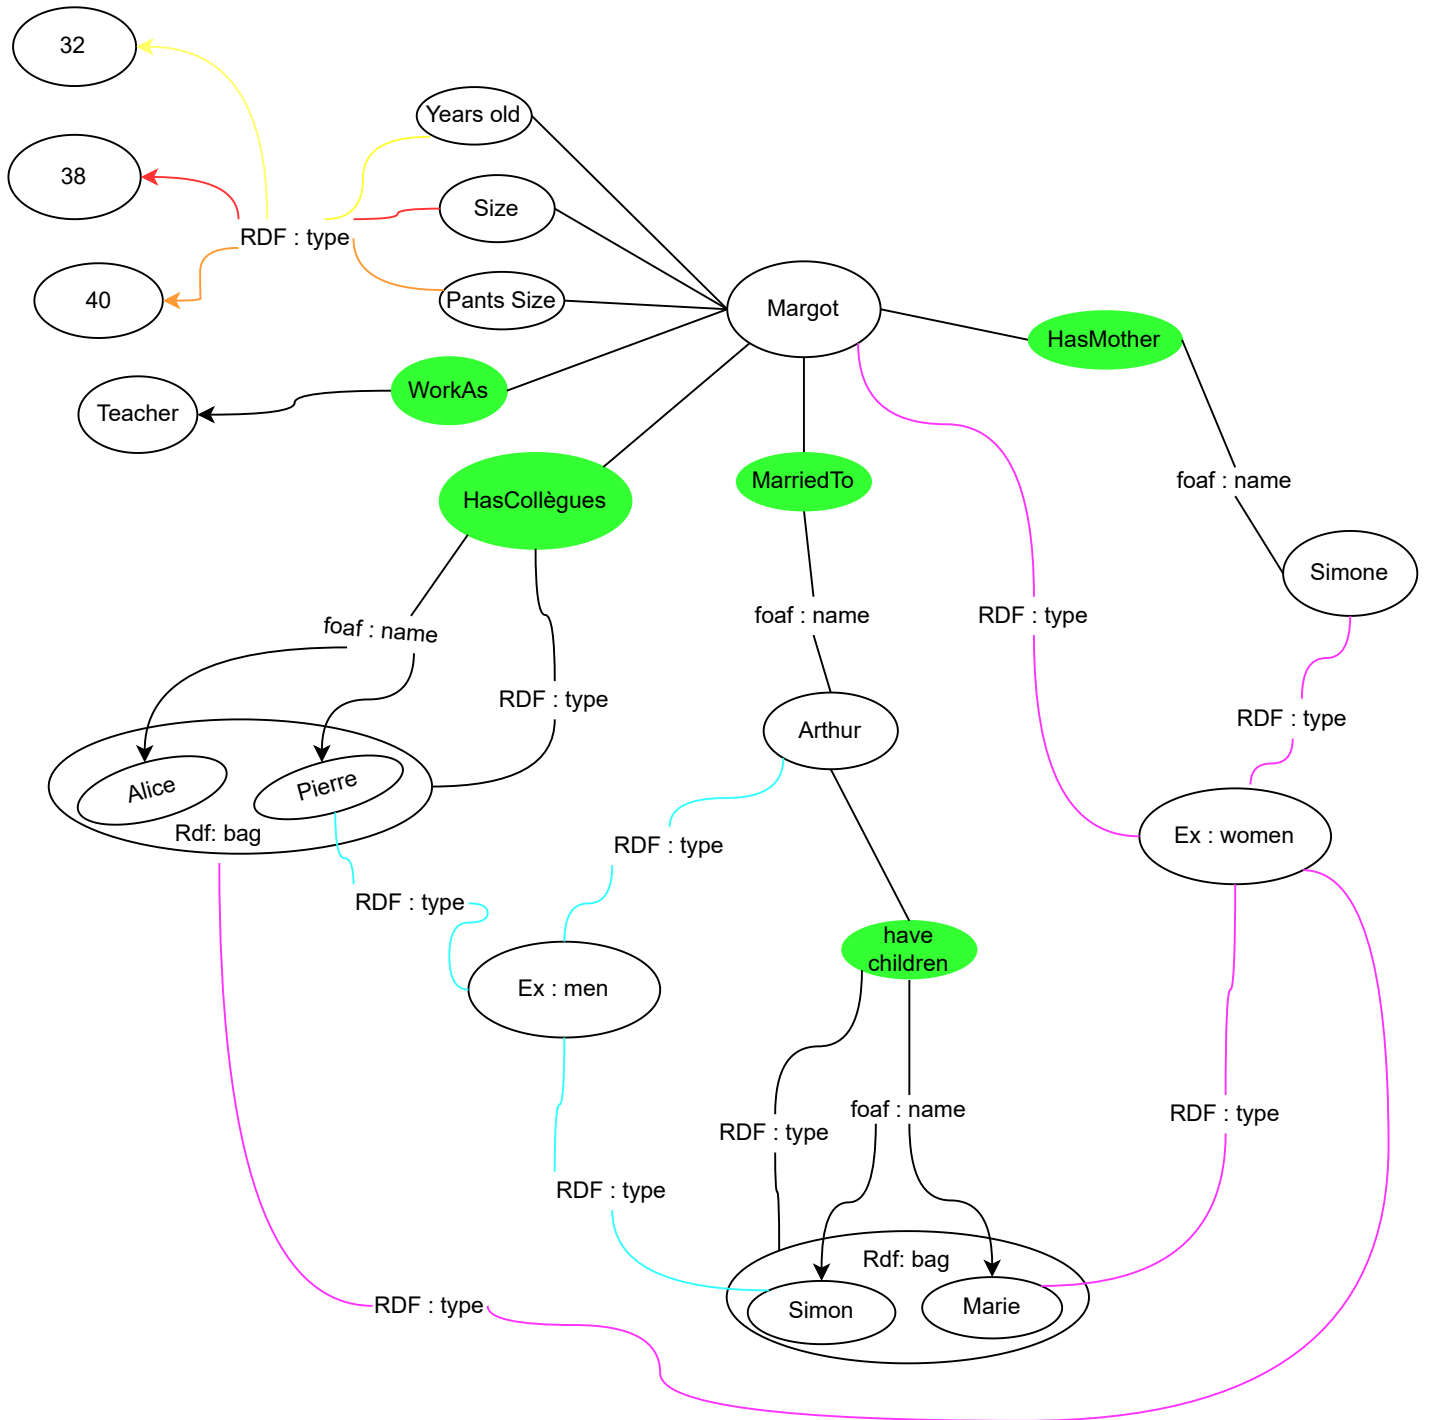 32
Years old
38
Size
RDF : type
40
Pants Size
Margot
HasMother
WorkAs
Teacher
HasCollègues
MarriedTo
foaf : name
Simone
foaf : name
foaf : name
RDF : type
RDF : type
RDF : type
Arthur
Alice
Pierre
Rdf: bag
RDF : type
Ex : women
RDF : type
have
children
Ex : men
foaf : name
RDF : type
RDF : type
RDF : type
Rdf: bag
RDF : type
Simon
Marie